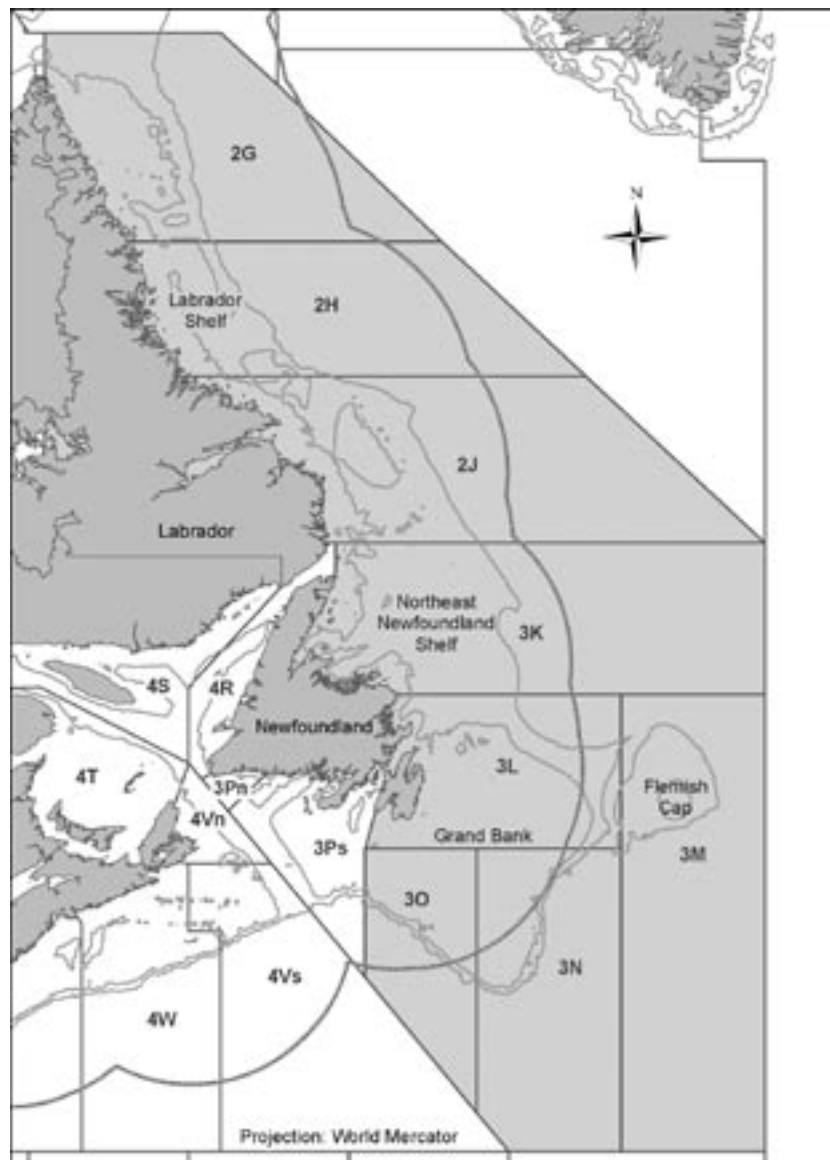 2G
N
2H
Labrador
Shelf
2J
Labrador
Northeast
Newfoundland
Shelf
3K
4S
4R
Newfoundland
3L
4T
3Pn
Flemish
Cap
4Vn
Grand Bank
3Ps
3M
3O
3N
4Vs
4W
Projection: World Mercator